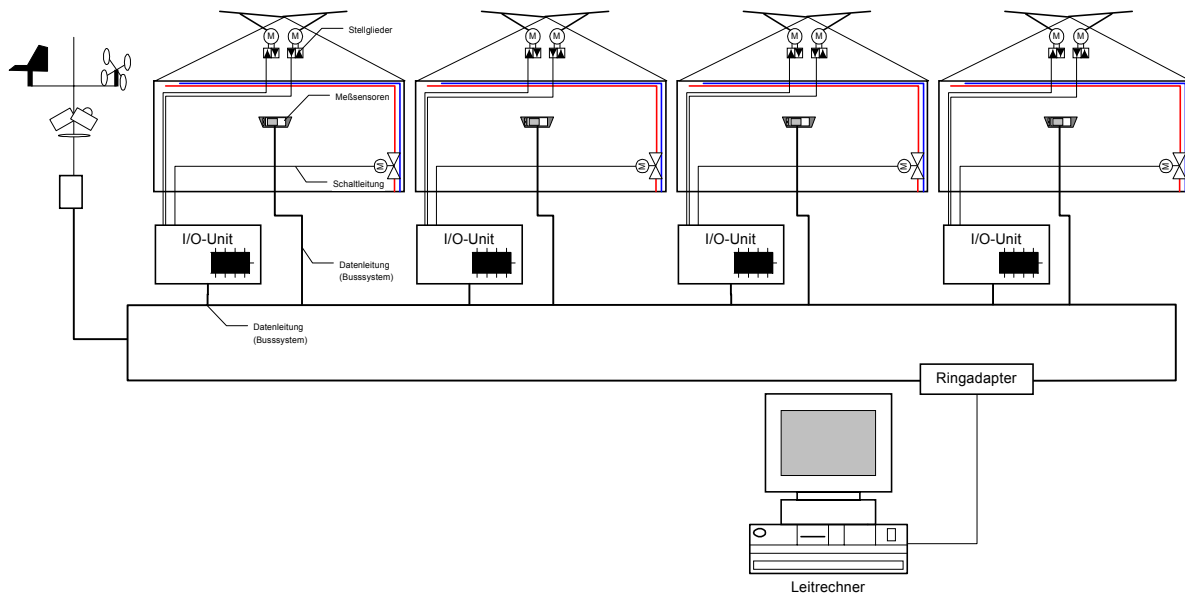 M M
M M
M M
M M
Stellglieder
Meßsensoren
M
M
M
M
Schaltleitung
I/O-Unit
I/O-Unit
I/O-Unit
I/O-Unit
Datenleitung
(Busssystem)
Datenleitung
(Busssystem)
Ringadapter
Leitrechner